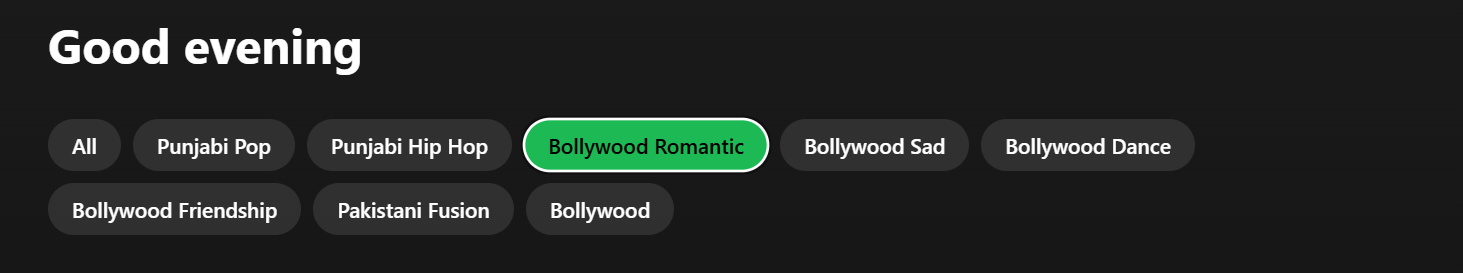 Good evening
All Punjabi Pop Punjabi Hip Hop Bollywood Romantic Bollywood Sad Bollywood Dance
Bollywood Friendship Pakistani Fusion Bollywood